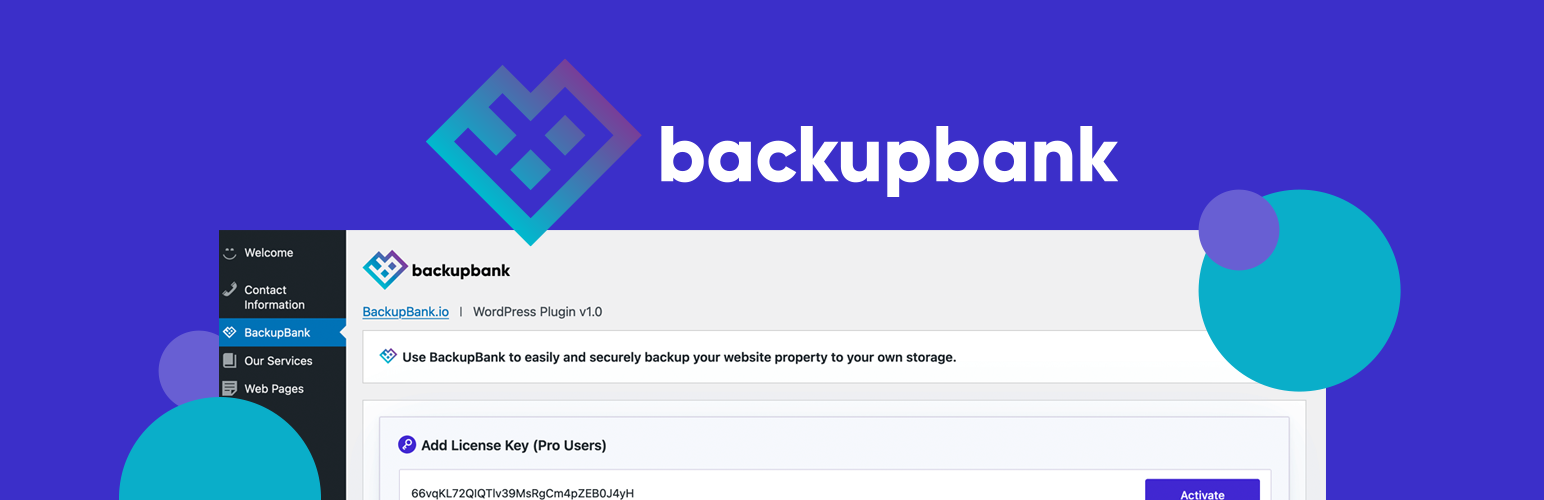 backupbank
Welcome
Contact
Information
BackupBank
Our Services
Web Pages
backupbank
BackupBank.io | WordPress Plugin v1.0
Use BackupBank to easily and securely backup your website property to your own storage.
Add License Key (Pro Users)
66vqKL72QlQTlv39MsRgCm4pZEB0J4yH
Activate